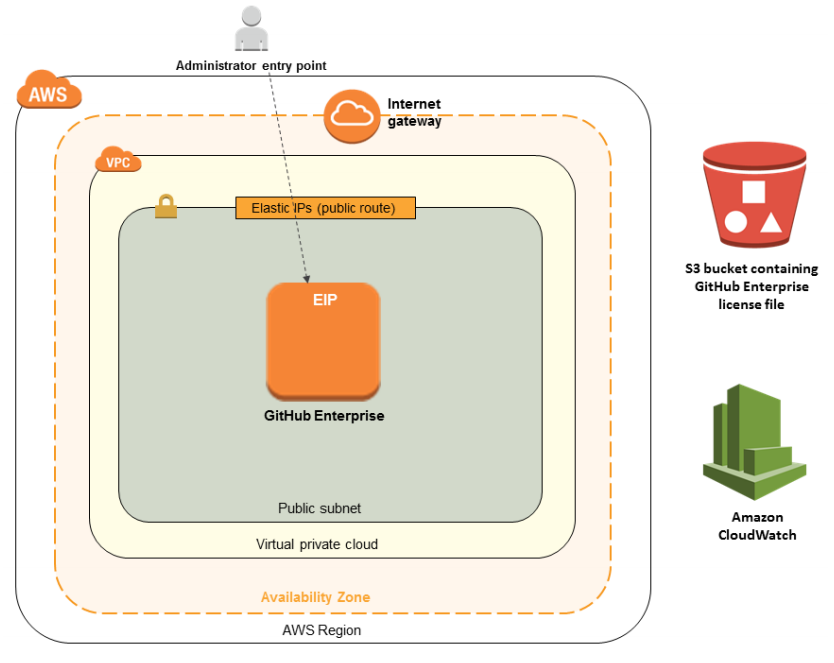 Administrator entry point
AWS
Internet
gateway
VPC
Elastic IPs (public route)
EIP
GitHub Enterprise
Public subnet
Virtual private cloud
Availability Zone
AWS Region
S3 bucket containing
GitHub Enterprise
license file
Amazon
CloudWatch